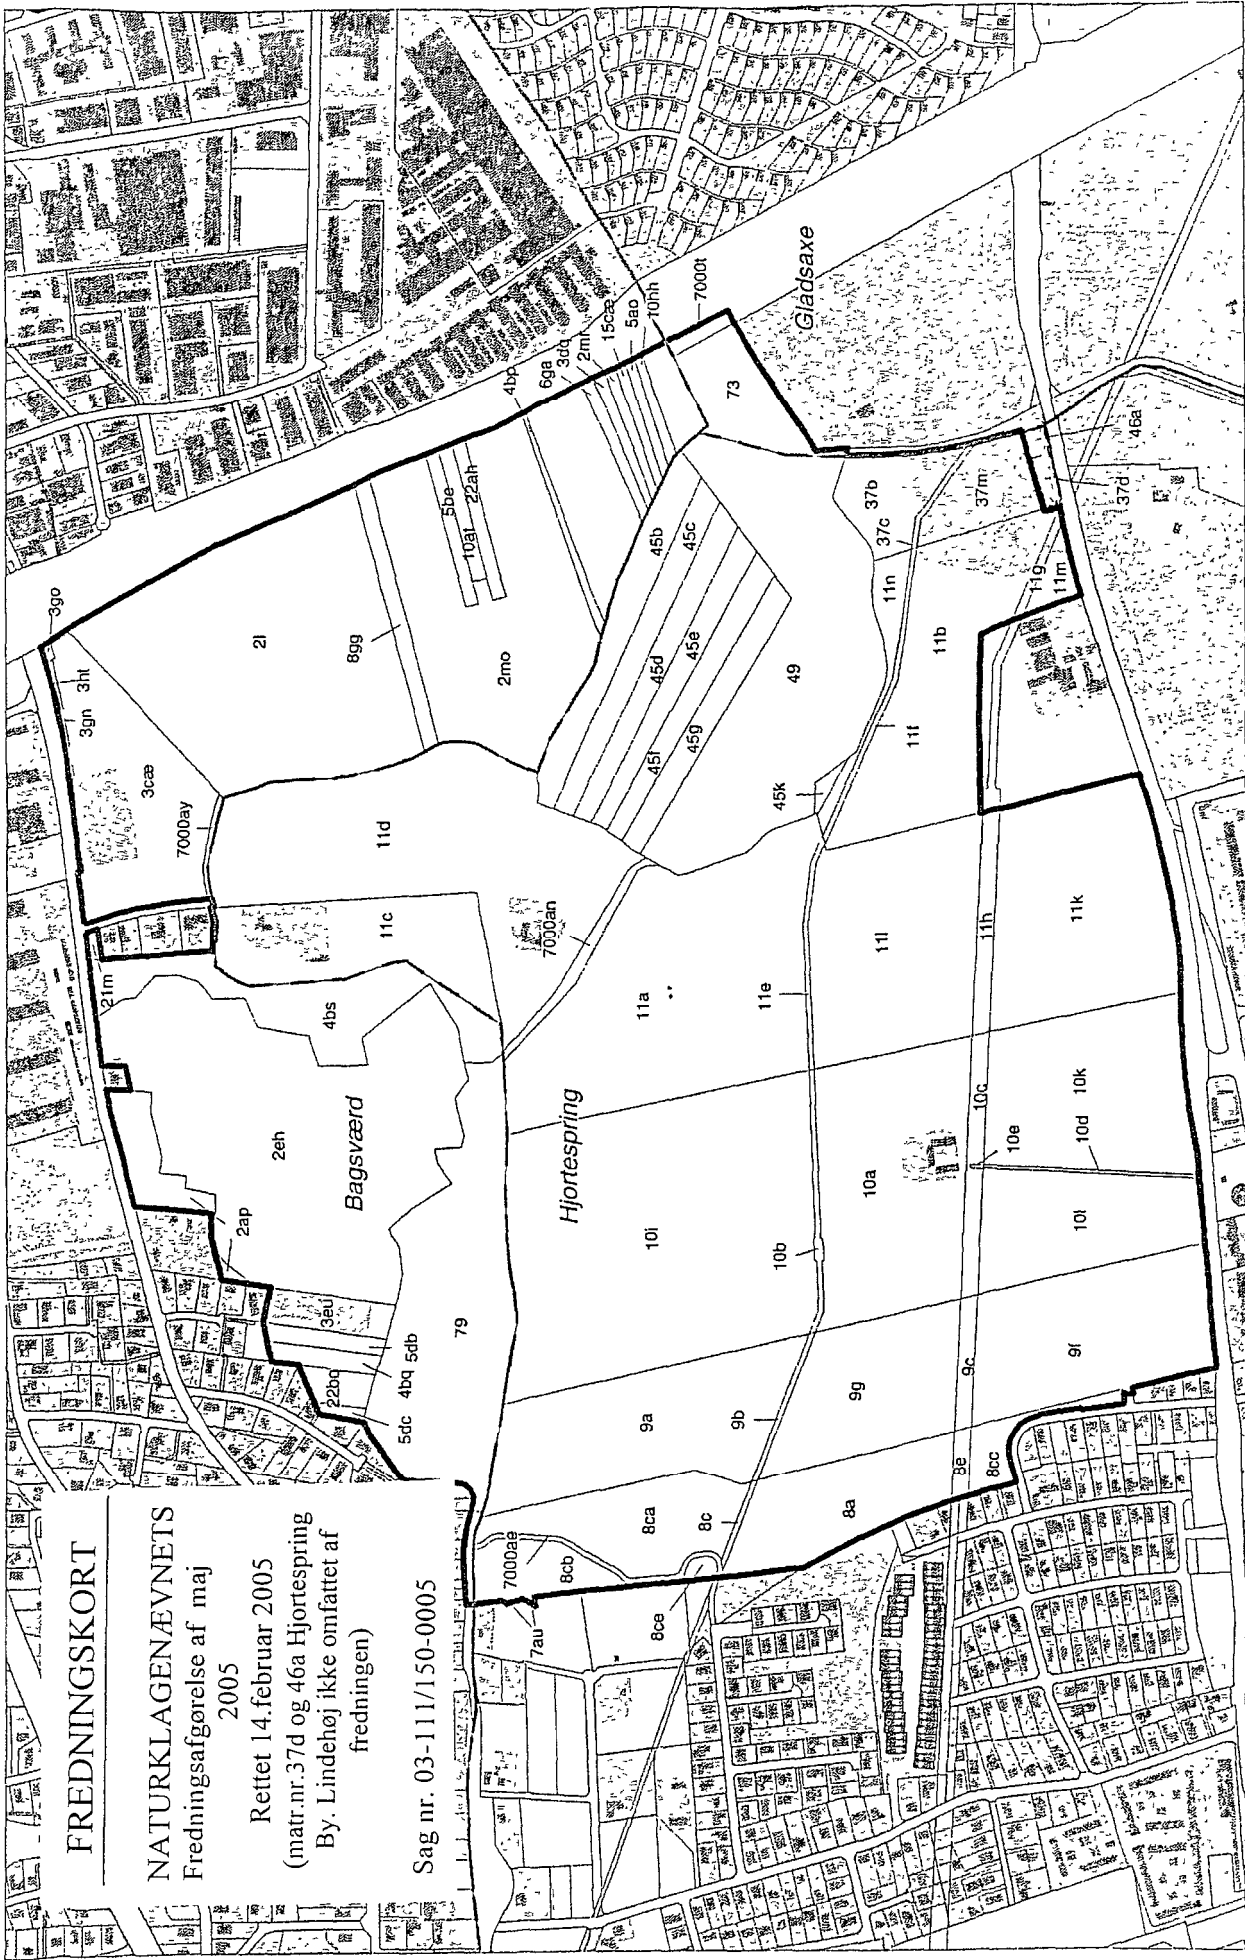 FREDNINGSKORT
NATURKLAGENÆVNETS
Fredningsafgørelse af maj
2005
Rettet 14.februar 2005
(matr.nr.37d og 46a Hjortespring
By. Lindehøj ikke omfattet af
fredningen)
Sag nr. 03-111/150-0005
Bagsværd
Hjortespring
Gladsaxe
3go
3ht
3gn
3cæ
7000ay
21m
2l
8gg
5be
10at
22ah
2mo
4bp
6ga
3dq
2mh
15cæ
5ao
10hh
7000t
73
11d
11c
4bs
2eh
2ap
3eu
5db
4bq
22bq
5dc
79
7000an
45b
45c
45d
45e
45f
45g
45k
49
37b
37c
37m
37d
46a
11n
11b
11f
11g
11m
11a
11e
11l
11h
11k
10i
10b
10a
10c
10e
10d
10k
10l
9a
9b
9g
9c
9f
8ca
8c
8a
8e
8cc
8cb
8ce
7000ae
7au